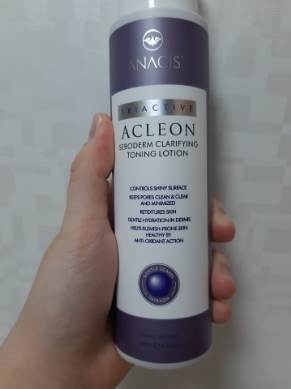 ANACIS
TRIACTIVE
ACLEON
SEBODERM CLARIFYING
TONING LOTION
CONTROLS SHINY SURFACE
KEEPS PORES CLEAN & CLEAR
AND MINIMIZED
RETEXTURES SKIN
GENTLE HYDRATION IN DERMIS
HELPS BLEMISH-PRONE SKIN
HEALTHY BY
ANTI-OXIDANT ACTION